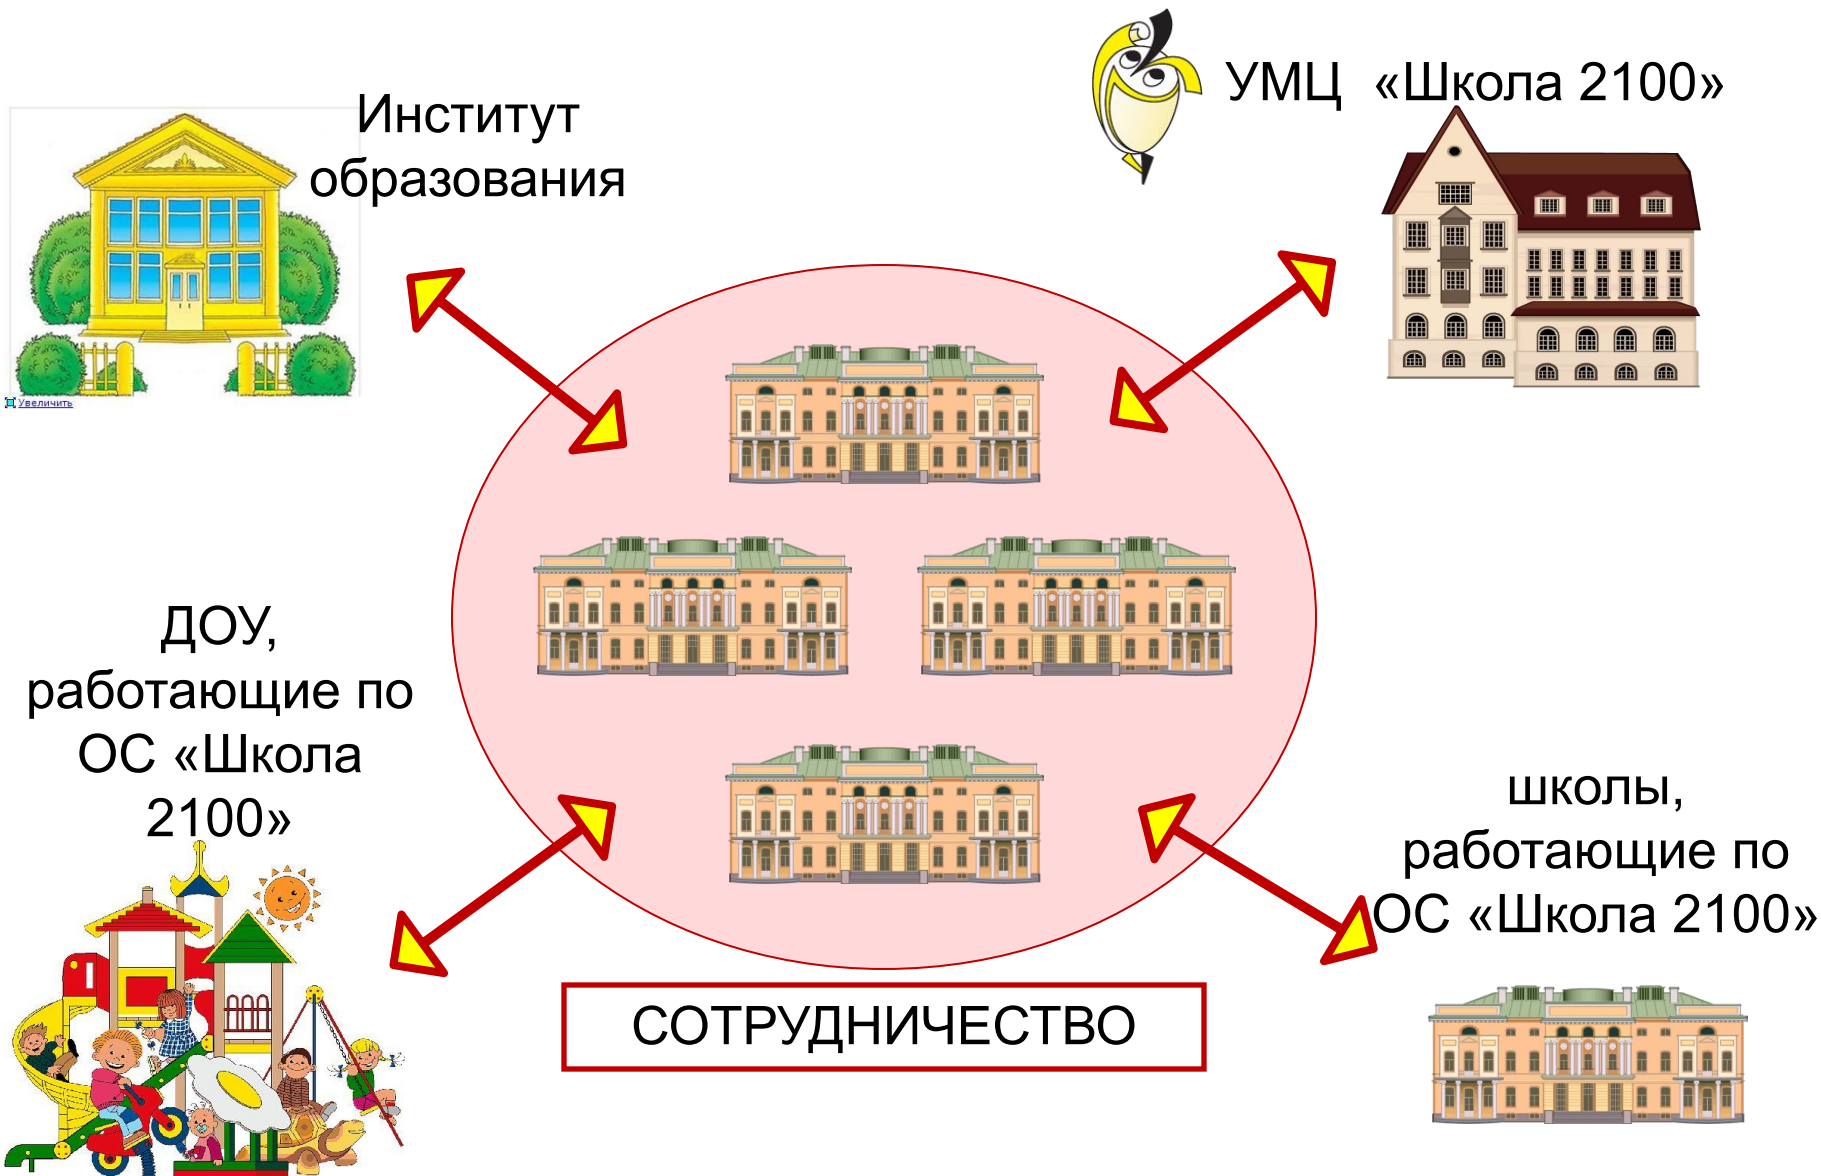 Институт
образования
УМЦ «Школа 2100»
Увеличить
ДОУ,
работающие по
ОС «Школа
2100»
школы,
работающие по
ОС «Школа 2100»
СОТРУДНИЧЕСТВО